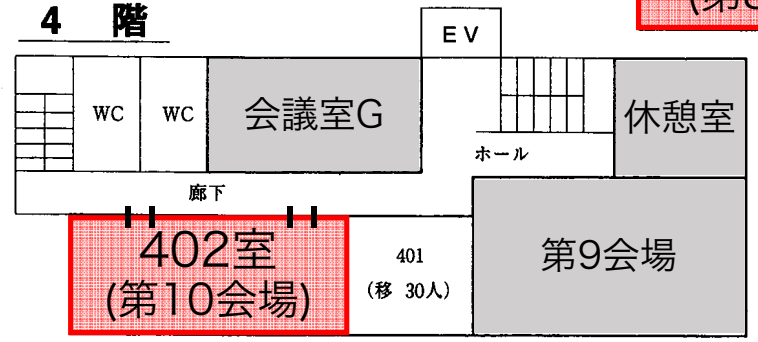 4 階
EV
WC
WC
会議室G
休憩室
ホール
廊下
402室
(第10会場)
401
(移 30人)
第9会場